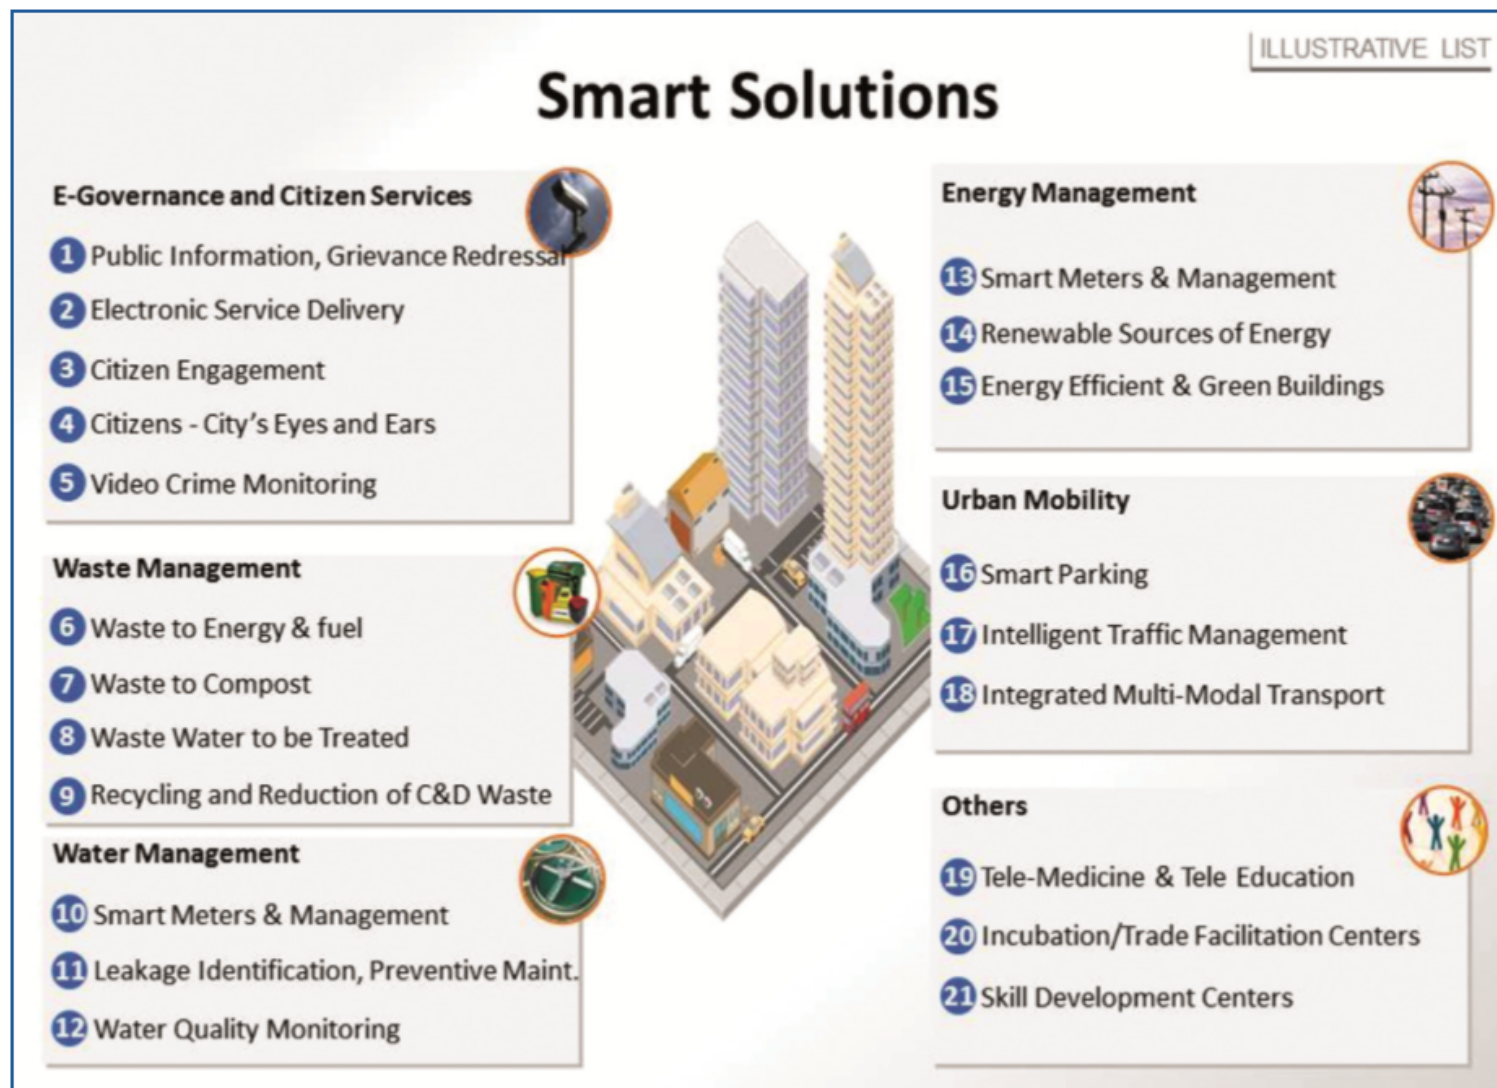 ILLUSTRATIVE LIST
Smart Solutions
E-Governance and Citizen Services
1 Public Information, Grievance Redressal
2 Electronic Service Delivery
3 Citizen Engagement
4 Citizens - City's Eyes and Ears
5 Video Crime Monitoring
Waste Management
6 Waste to Energy & fuel
7 Waste to Compost
8 Waste Water to be Treated
9 Recycling and Reduction of C&D Waste
Water Management
10 Smart Meters & Management
11 Leakage Identification, Preventive Maint.
12 Water Quality Monitoring
Energy Management
13 Smart Meters & Management
14 Renewable Sources of Energy
15 Energy Efficient & Green Buildings
Urban Mobility
16 Smart Parking
17 Intelligent Traffic Management
18 Integrated Multi-Modal Transport
Others
19 Tele-Medicine & Tele Education
20 Incubation/Trade Facilitation Centers
21 Skill Development Centers